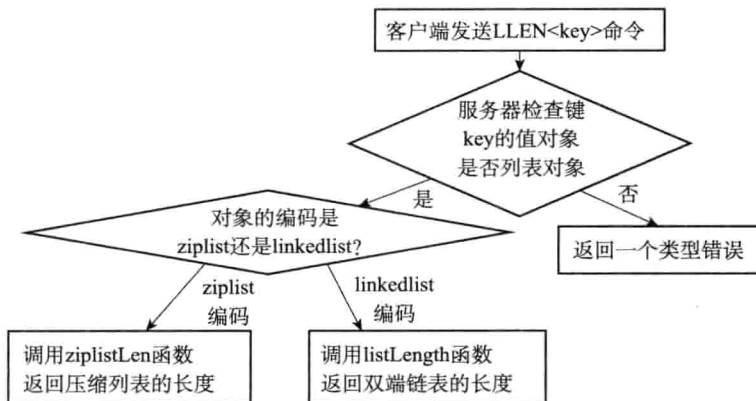 客户端发送LLEN<key>命令
服务器检查键
key的值对象
是否列表对象
是
否
对象的编码是
ziplist还是linkedlist?
返回一个类型错误
ziplist
编码
linkedlist
编码
调用ziplistLen函数
返回压缩列表的长度
调用listLength函数
返回双端链表的长度